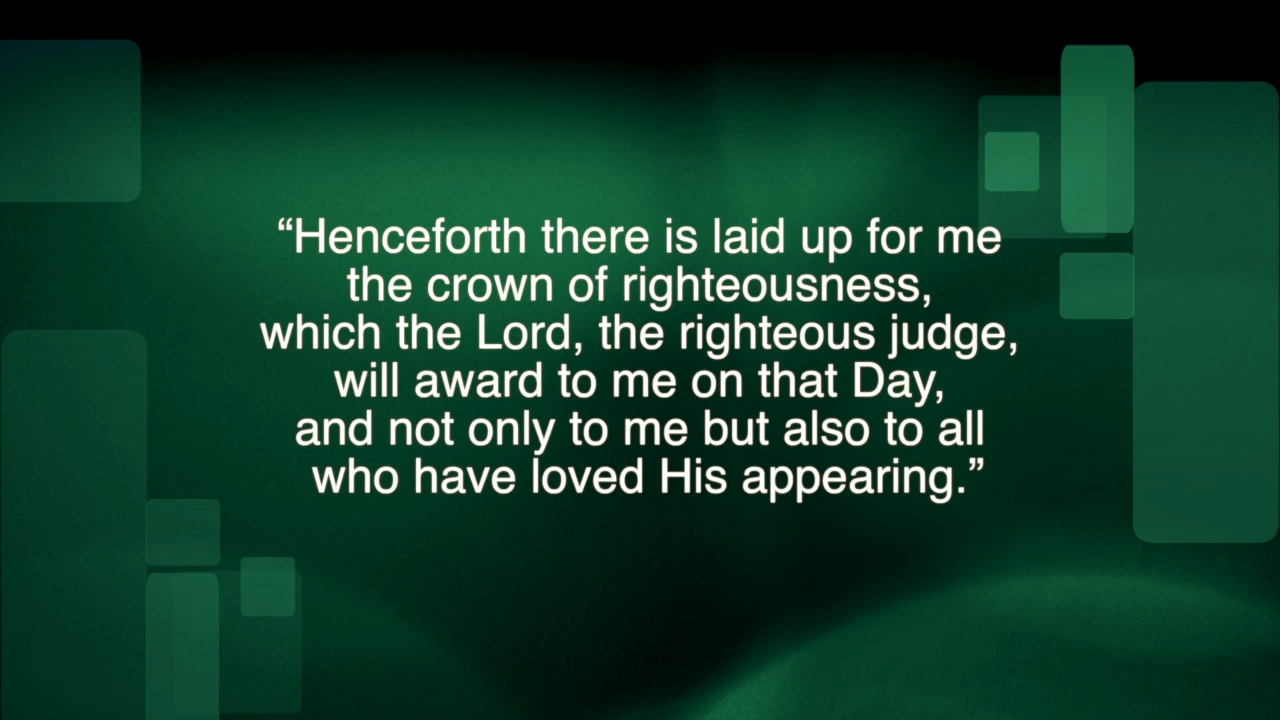 “Henceforth there is laid up for me
the crown of righteousness,
which the Lord, the righteous judge,
will award to me on that Day,
and not only to me but also to all
who have loved His appearing.”